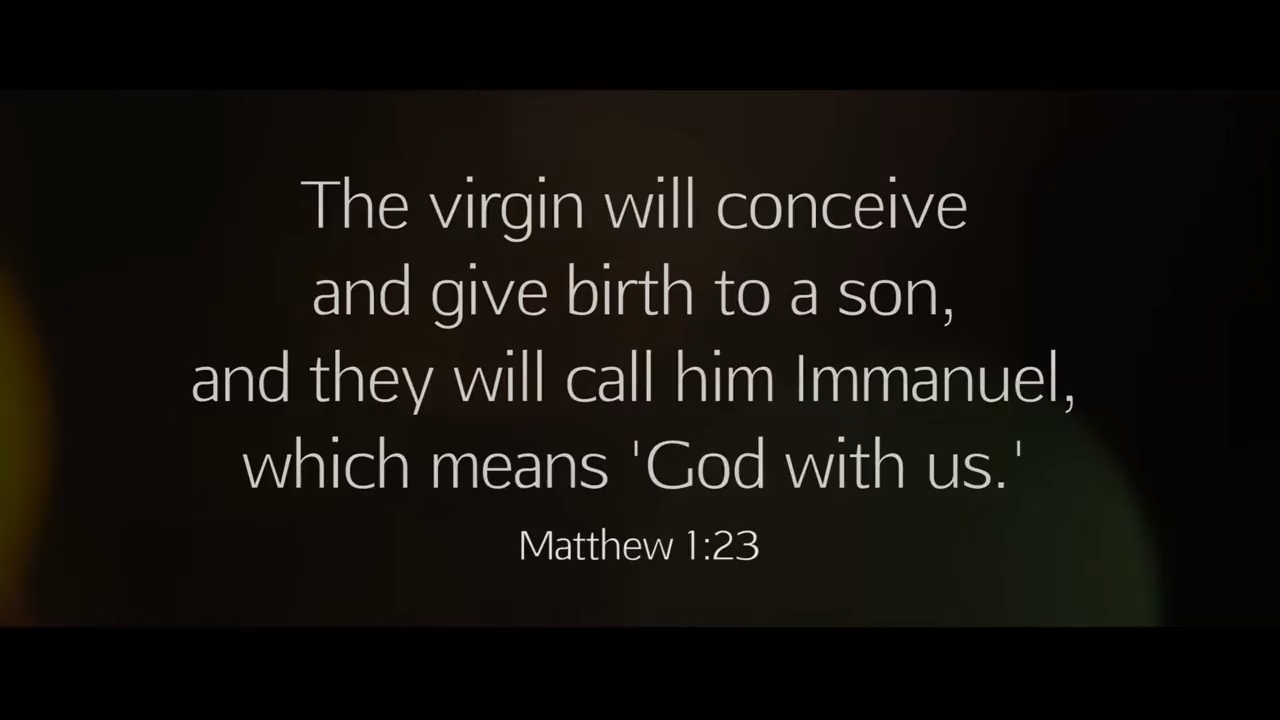 The virgin will conceive
and give birth to a son,
and they will call him Immanuel,
which means 'God with us.'
Matthew 1:23